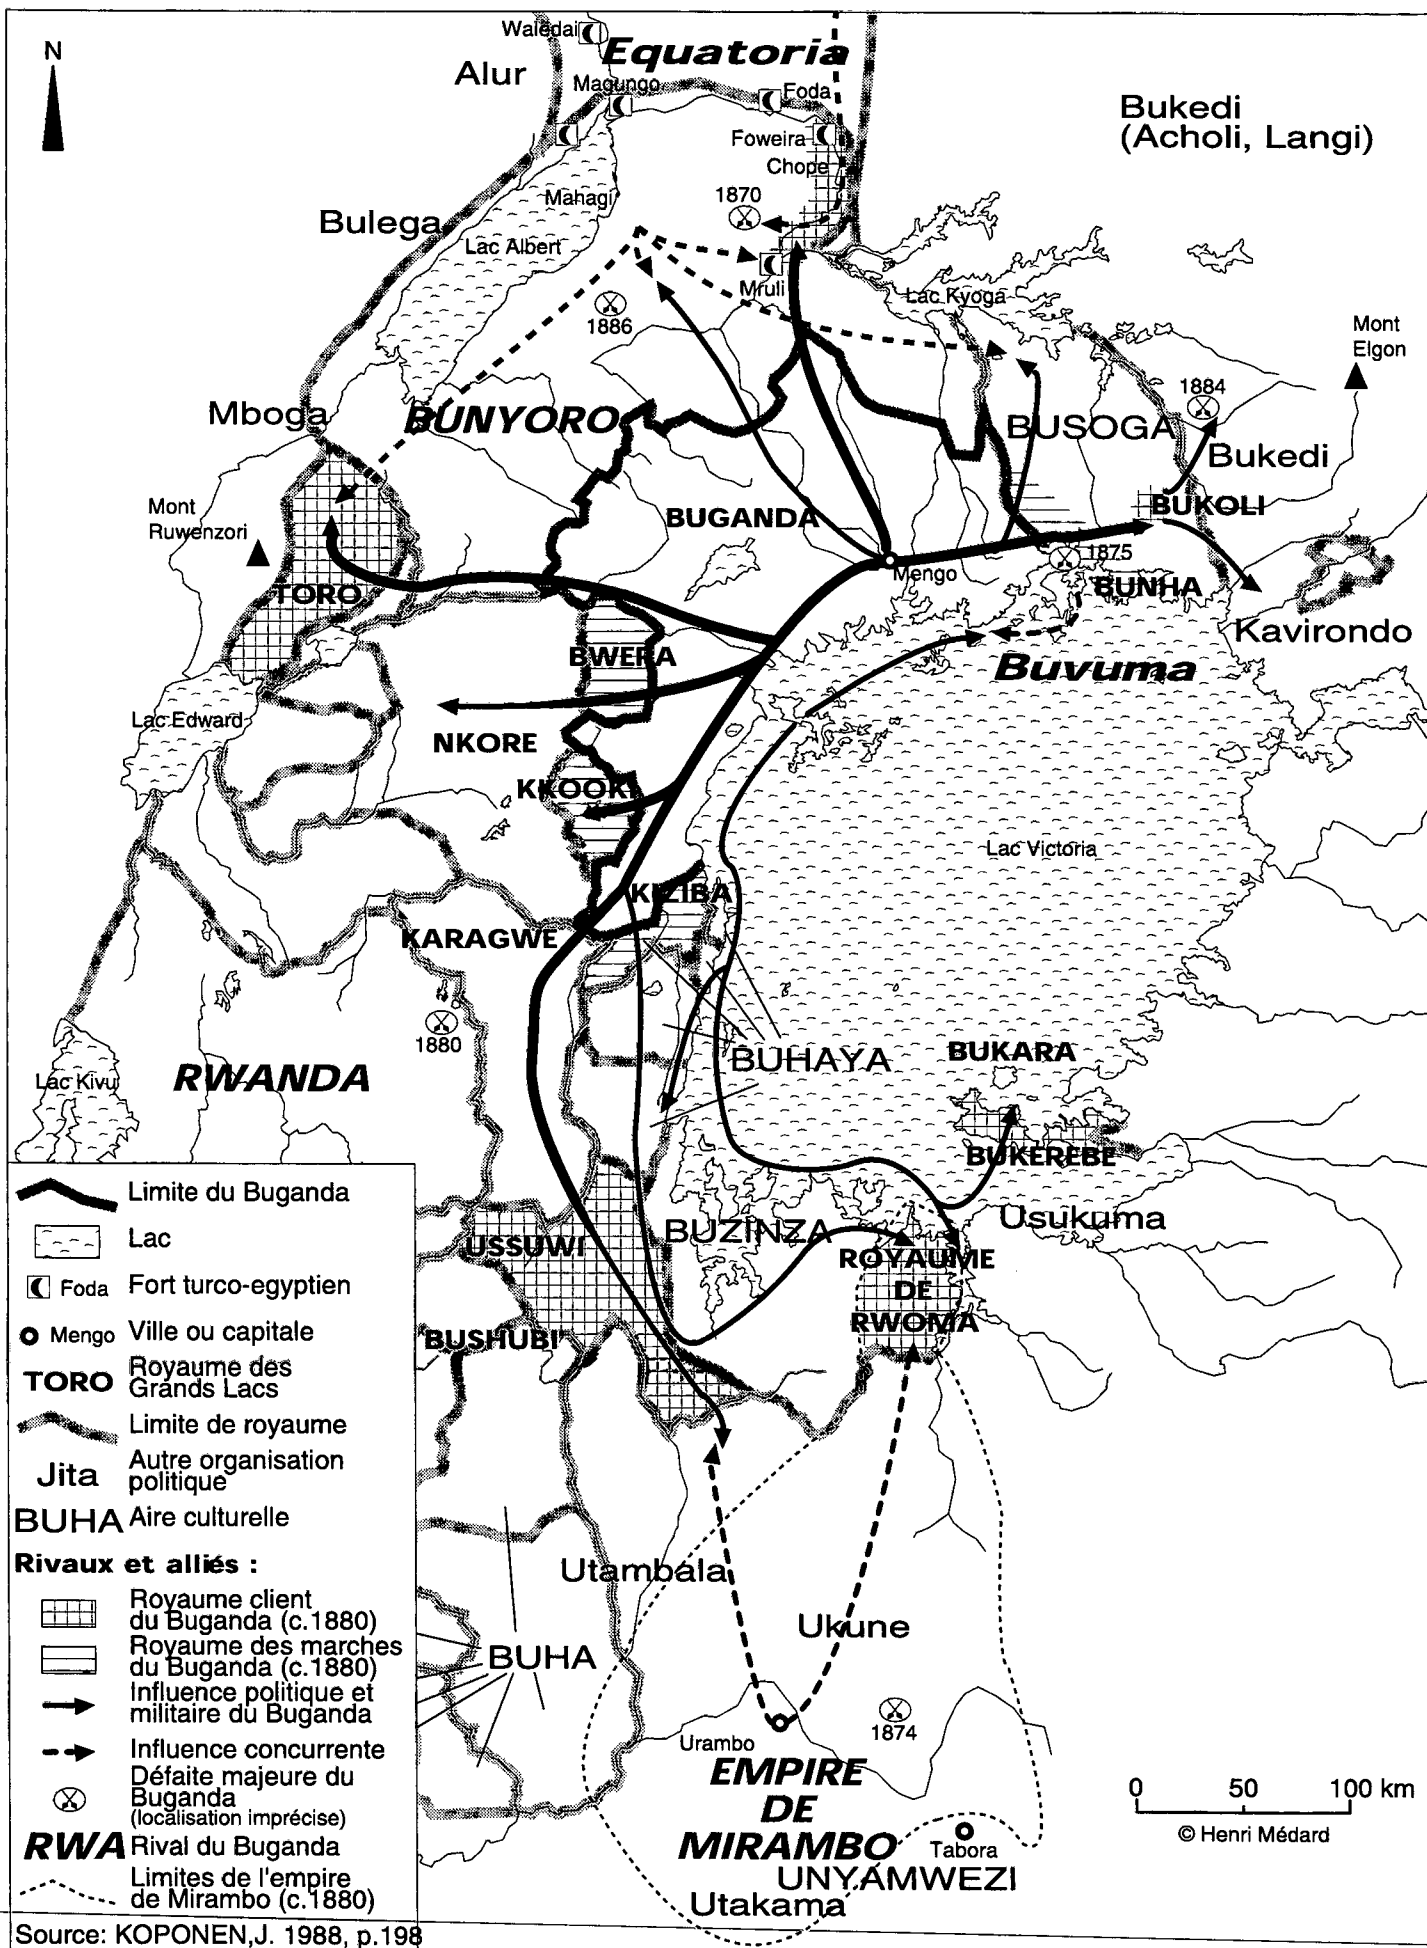 N
Waledai
Equatoria
Alur
Magungo
Foda
Bukedi
(Acholi, Langi)
Foweira
Chope
1870
Mahagi
Bulega
Lac Albert
Mruli
Lac Kyoga
1886
Mont
Elgon
1884
Mboga
BUNYORO
BUSOGA
Bukedi
Mont
Ruwenzori
BUGANDA
BUKOLI
1875
Mengo
BUNHA
TORO
Kavirondo
BWERA
Buvuma
Lac Edward
NKORE
KKOOKI
Lac Victoria
KIZIBA
KARAGWE
1880
BUHAYA
BUKARA
Lac Kivu
RWANDA
BUKEREBE
Usukuma
BUZINZA
USSUWI
ROYAUME
DE
RWOMA
BUSHUBI
Utambala
Ukune
BUHA
Urambo
1874
EMPIRE
DE
MIRAMBO
Tabora
UNYAMWEZI
Utakama
0 50 100 km
© Henri Médard
Limite du Buganda
Lac
Foda Fort turco-egyptien
Mengo Ville ou capitale
TORO Royaume des
Grands Lacs
Limite de royaume
Jita Autre organisation
politique
BUHA Aire culturelle
Rivaux et alliés :
Royaume client
du Buganda (c.1880)
Royaume des marches
du Buganda (c.1880)
Influence politique et
militaire du Buganda
Influence concurrente
Défaite majeure du
Buganda
(localisation imprécise)
RWA Rival du Buganda
Limites de l'empire
de Mirambo (c.1880)
Source: KOPONEN,J. 1988, p.198